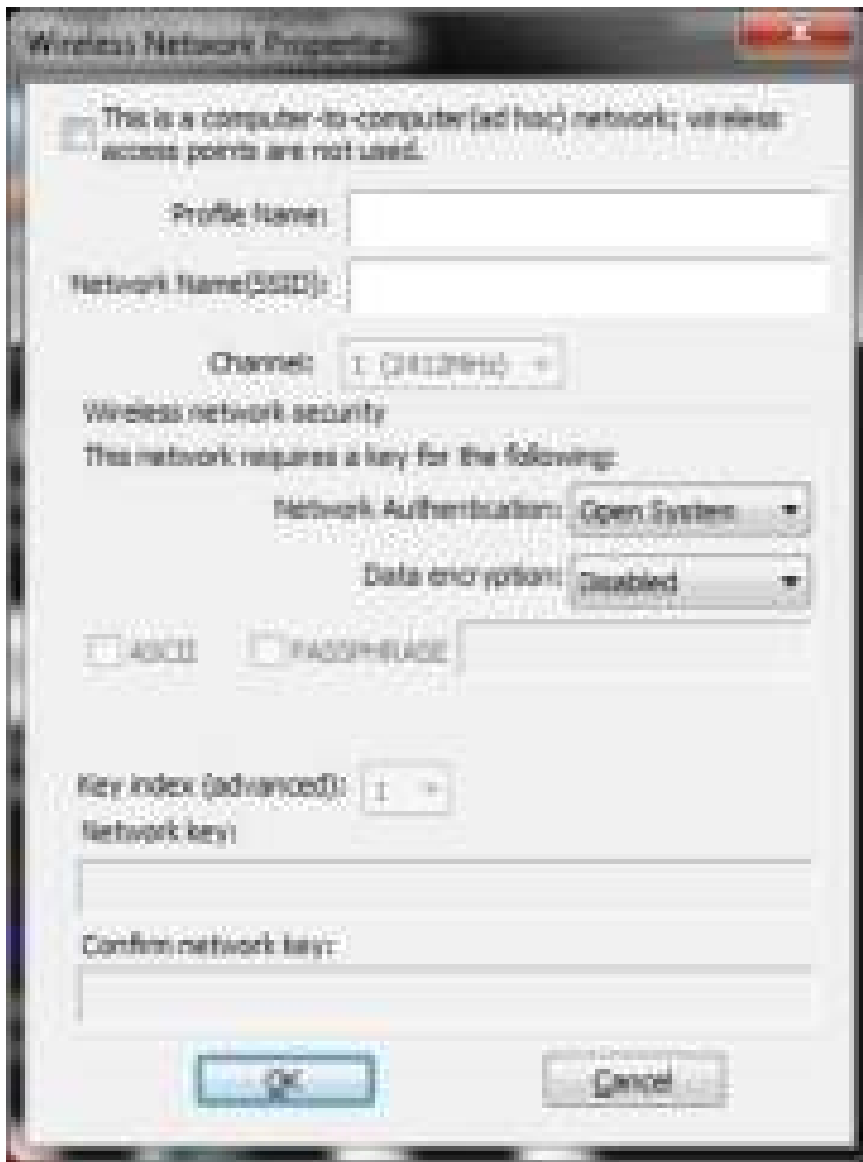 Wireless Network Properties
This is a computer-to-computer(ad hoc) network; wireless
access points are not used.
Profile Name:
Network Name(SSID):
Channel: 1 (2412MHz)
Wireless network security
This network requires a key for the following:
Network Authentication: Open System
Data encryption: Disabled
ASCII PASSPHRASE
Key index (advanced): 1
Network key:
Confirm network key:
OK Cancel